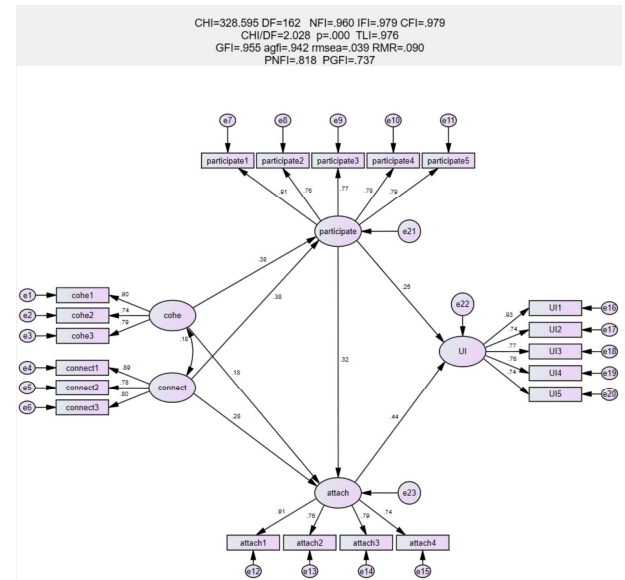 CHI=328.595 DF=162 NFI=.960 IFI=.979 CFI=.979
CHI/DF=2.028 p=.000 TLI=.976
GFI=.955 agfi=.942 rmsea=.039 RMR=.090
PNFI=.818 PGFI=.737
e7 e8 e9 e10 e11
participate1 participate2 participate3 participate4 participate5
.91 .76 .77 .78 .79
participate e21
.38
.38
.25
e1 cohe1 .90
e2 cohe2 .74
e3 cohe3 .79
cohe
.18
e4 connect1 .89
e5 connect2 .78
e6 connect3 .80
connect
.18
.28
.32
.44
e22
UI
.93 UI1 e16
.74 UI2 e17
.77 UI3 e18
.76 UI4 e19
.74 UI5 e20
attach e23
.91 .76 .79 .74
attach1 attach2 attach3 attach4
e12 e13 e14 e15